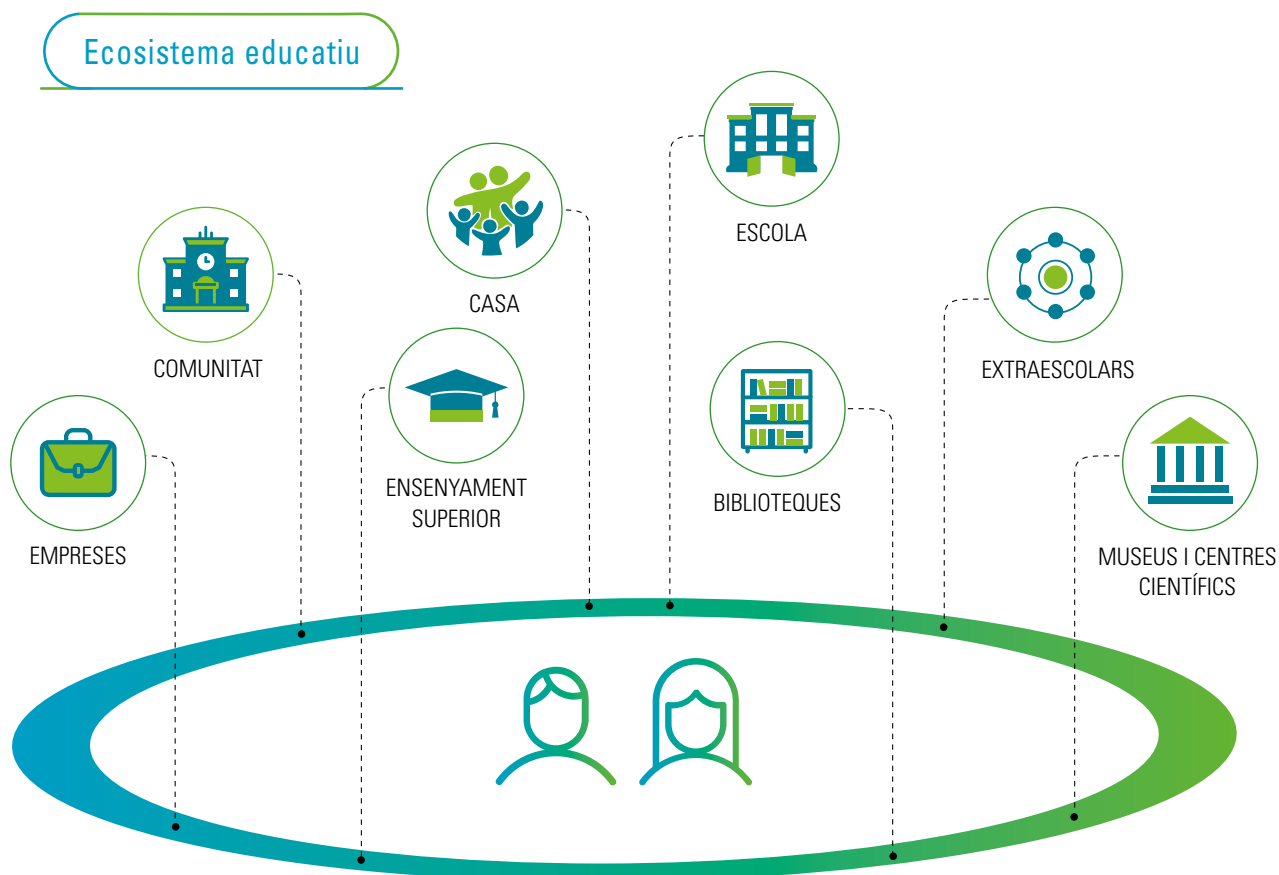 Ecosistema educatiu
ESCOLA
CASA
COMUNITAT
EXTRAESCOLARS
ENSENYAMENT
SUPERIOR
BIBLIOTEQUES
EMPRESES
MUSEUS I CENTRES
CIENTÍFICS